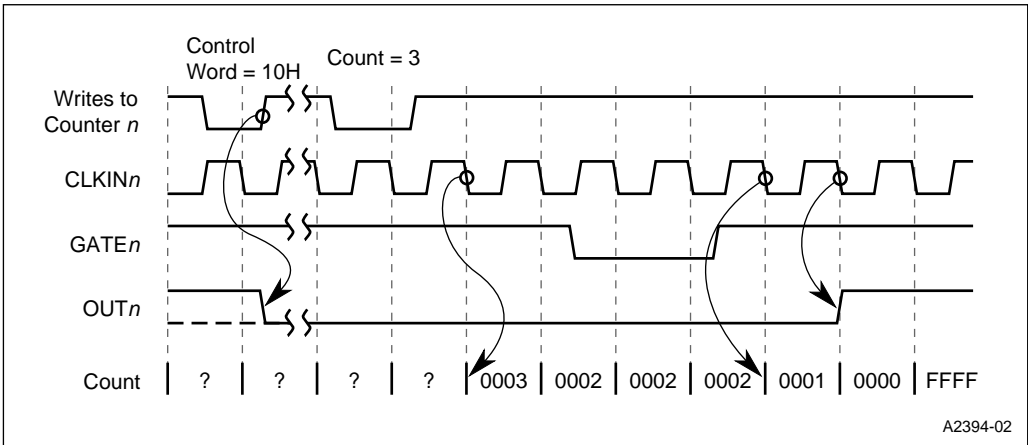 Control
Word = 10H
Count = 3
Writes to
Counter n
CLKINn
GATEn
OUTn
Count ? ? ? ? 0003 0002 0002 0002 0001 0000 FFFF
A2394-02